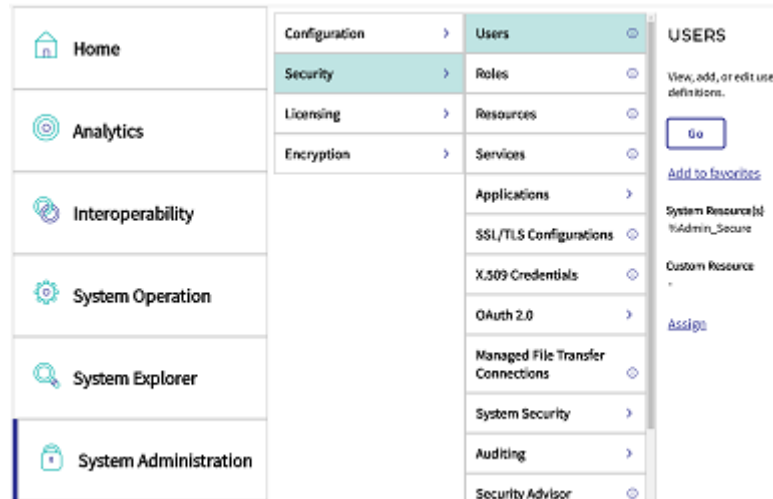 Home
Analytics
Interoperability
System Operation
System Explorer
System Administration
Configuration
Security
Licensing
Encryption
Users
Roles
Resources
Services
Applications
SSL/TLS Configurations
X.509 Credentials
OAuth 2.0
Managed File Transfer
Connections
System Security
Auditing
Security Advisor
USERS
View, add, or edit use
definitions.
Go
Add to favorites
System Resource(s)
%Admin_Secure
Custom Resource
-
Assign